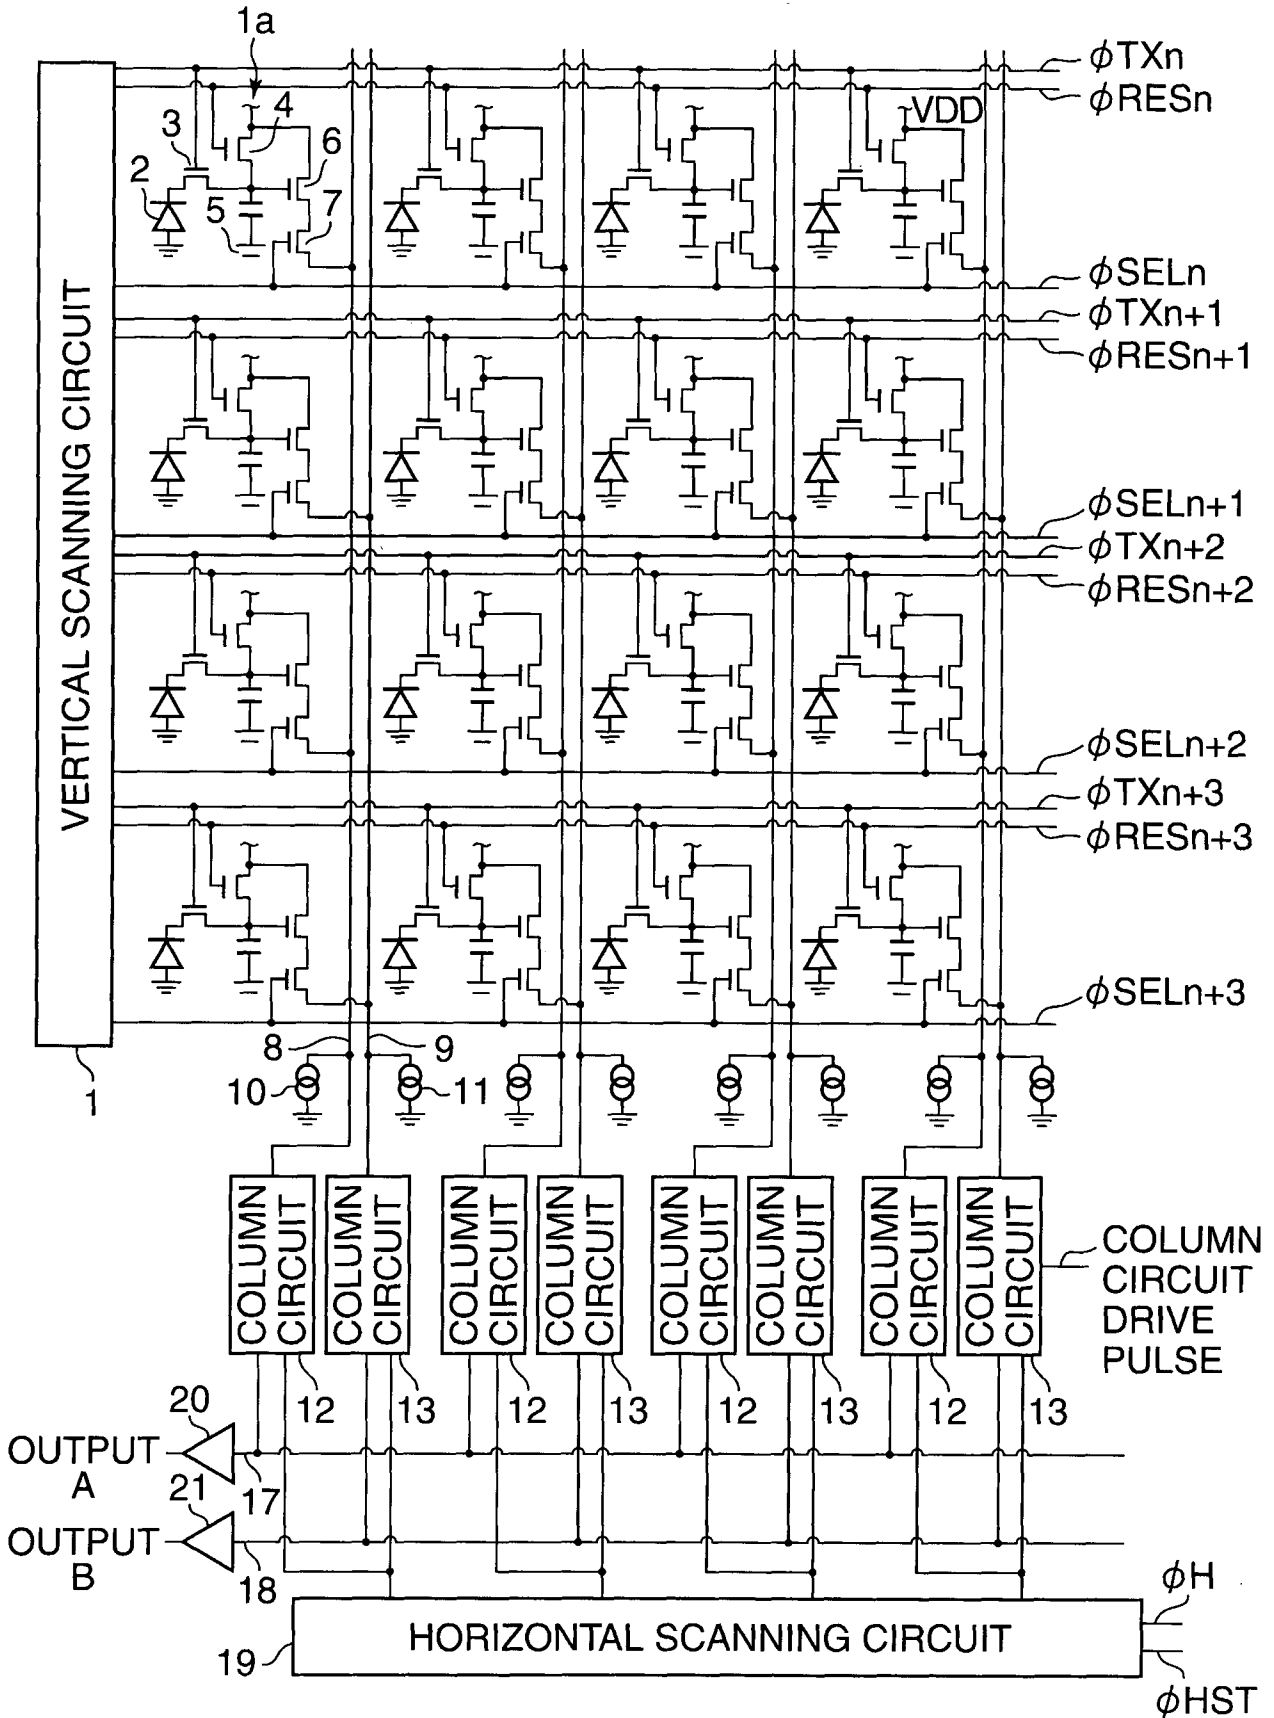 1a
ϕTXn
ϕRESn
VDD
3
4
6
2
5
7
ϕSELn
ϕTXn+1
ϕRESn+1
VERTICAL SCANNING CIRCUIT
ϕSELn+1
ϕTXn+2
ϕRESn+2
ϕSELn+2
ϕTXn+3
ϕRESn+3
ϕSELn+3
8
9
1
10
11
COLUMN CIRCUIT
COLUMN CIRCUIT
COLUMN CIRCUIT
COLUMN CIRCUIT
COLUMN CIRCUIT
COLUMN CIRCUIT
COLUMN CIRCUIT
COLUMN CIRCUIT
COLUMN
CIRCUIT
DRIVE
PULSE
12
13
12
13
12
13
12
13
20
OUTPUT
A
17
21
OUTPUT
B
18
ϕH
HORIZONTAL SCANNING CIRCUIT
19
ϕHST